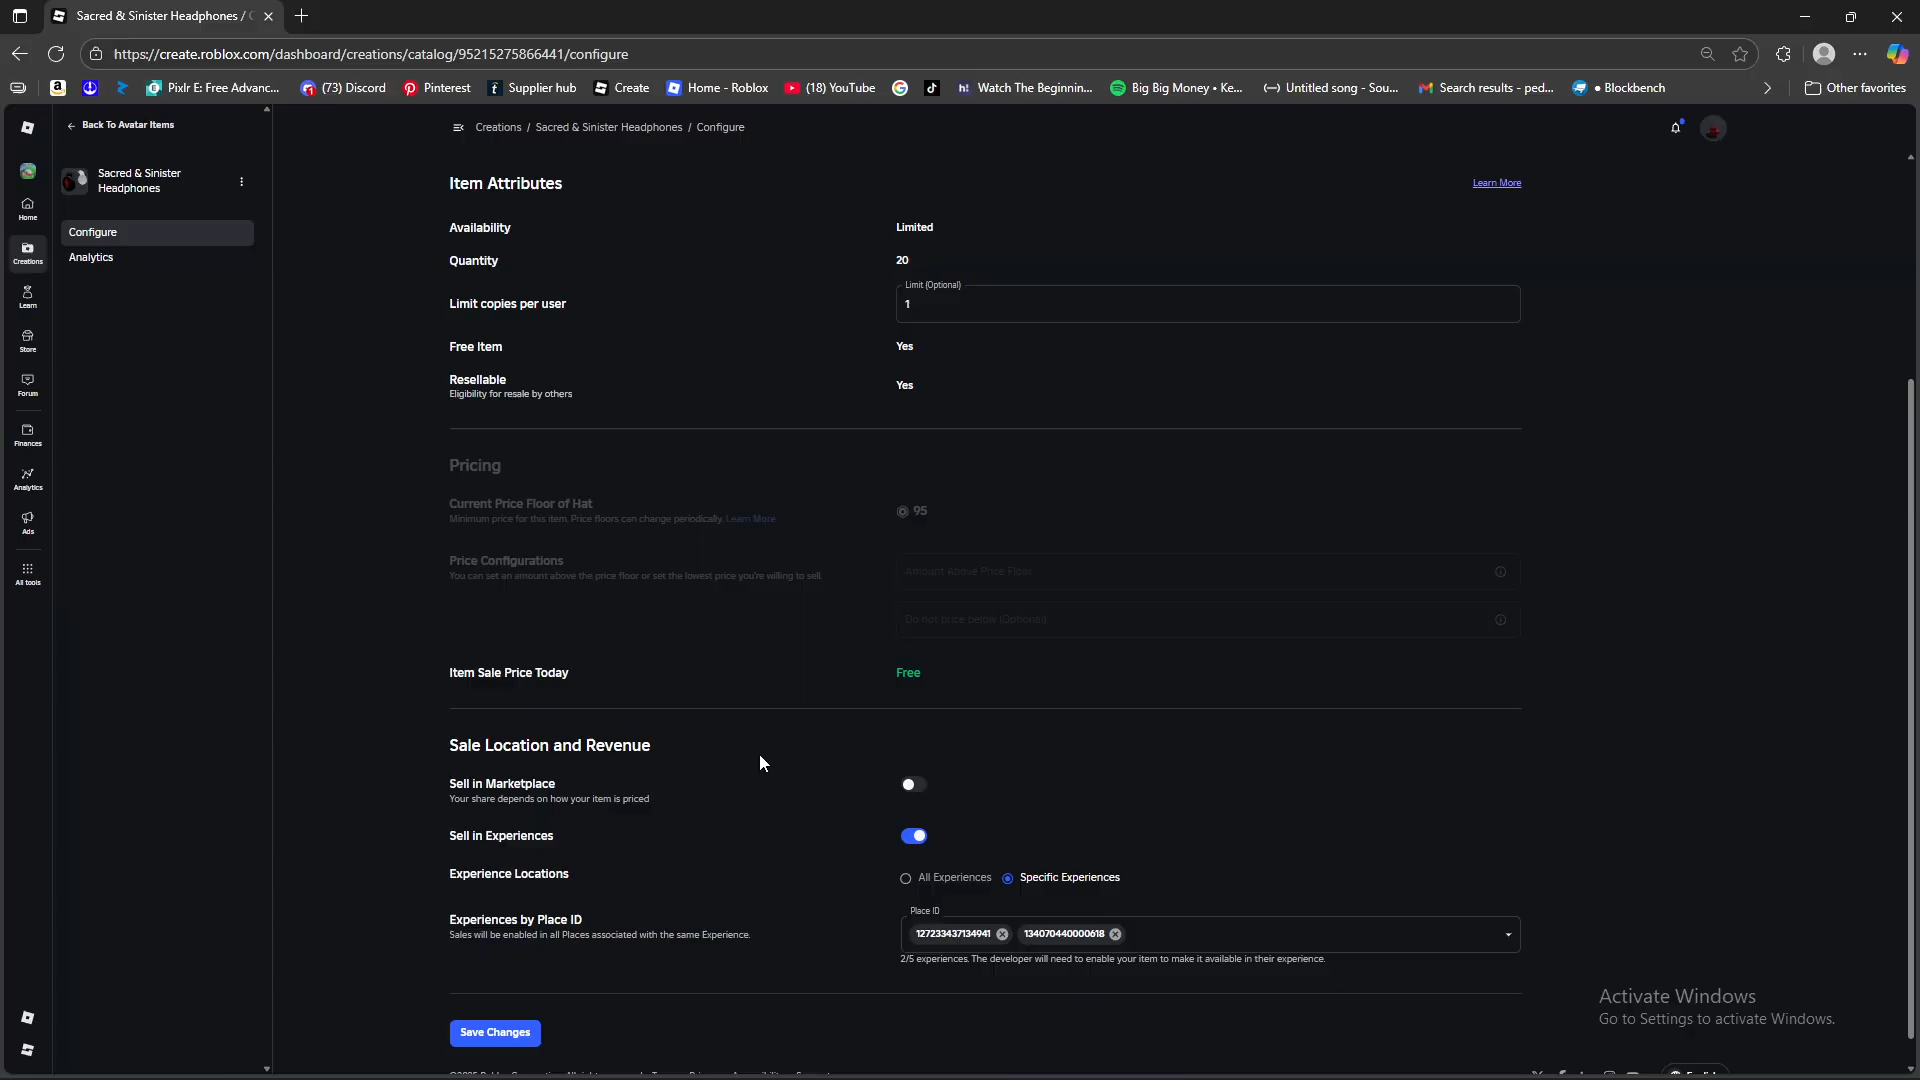 Sacred & Sinister Headphones /
https://create.roblox.com/dashboard/creations/catalog/95215275866441/configure
Pixlr E: Free Advanc...
(73) Discord
Pinterest
Supplier hub
Create
Home - Roblox
(18) YouTube
Watch The Beginnin...
Big Big Money • Ke...
Untitled song - Sou...
Search results - ped...
• Blockbench
Other favorites
Back To Avatar Items
Creations / Sacred & Sinister Headphones / Configure
Sacred & Sinister
Headphones
Configure
Analytics
Home
Creations
Learn
Store
Forum
Finances
Analytics
Ads
All tools
Item Attributes
Learn More
Availability
Limited
Quantity
20
Limit copies per user
Limit (Optional)
1
Free Item
Yes
Resellable
Eligibility for resale by others
Yes
Pricing
Current Price Floor of Hat
Minimum price for this item. Price floors can change periodically. Learn More
95
Price Configurations
You can set an amount above the price floor or set the lowest price you're willing to sell.
Amount Above Price Floor
Do not price below (Optional)
Item Sale Price Today
Free
Sale Location and Revenue
Sell in Marketplace
Your share depends on how your item is priced
Sell in Experiences
Experience Locations
All Experiences
Specific Experiences
Experiences by Place ID
Sales will be enabled in all Places associated with the same Experience.
Place ID
127233437134941
134070440000618
2/5 experiences. The developer will need to enable your item to make it available in their experience.
Save Changes
Activate Windows
Go to Settings to activate Windows.